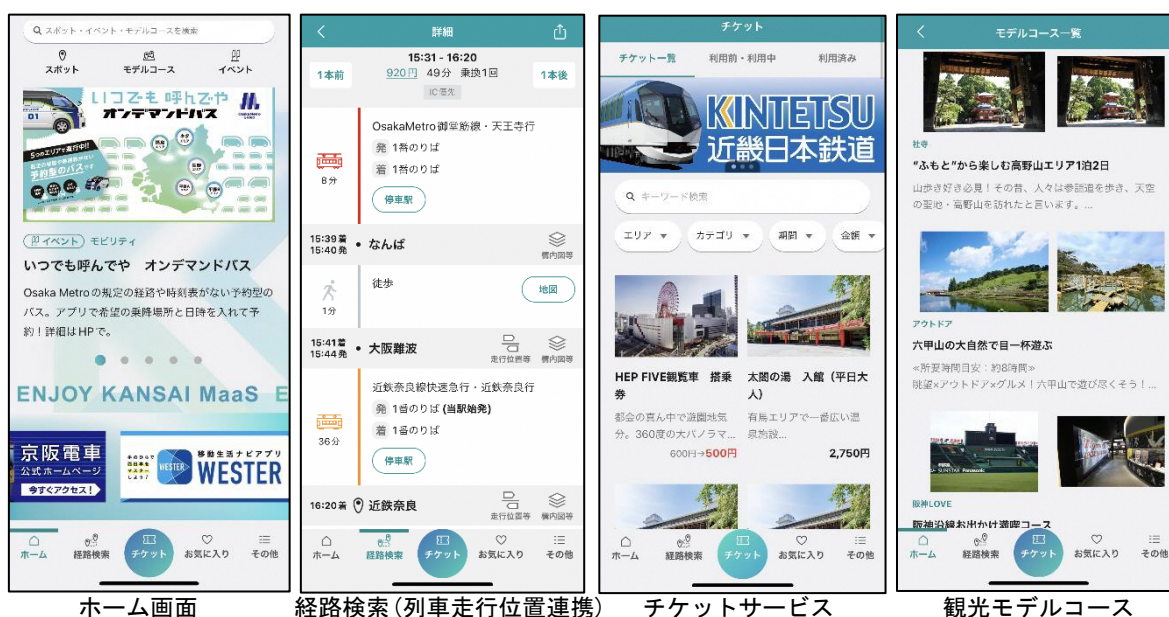 スポット・イベント・モデルコースを検索
スポット
モデルコース
イベント
いつでも呼んでや
オンデマンドバス
OsakaMetro
01
5つのエリアで運行中!!
予約型のバスです
イベント モビリティ
いつでも呼んでや オンデマンドバス
Osaka Metroの規定の経路や時刻表がない予約型の
バス。アプリで希望の乗降場所と日時を入れて予
約！詳細はHPで。
ENJOY KANSAI MaaS E
京阪電車
公式ホームページ
今すぐアクセス!
WESTER
移動生活ナビアプリ
WESTER
ホーム
経路検索
チケット
お気に入り
その他
ホーム画面
詳細
1本前
15:31 - 16:20
920円 49分 乗換1回
IC優先
1本後
8分
OsakaMetro御堂筋線・天王寺行
発 1番のりば
着 1番のりば
停車駅
15:39着
15:40発
なんば
構内図等
1分
徒歩
地図
15:41着
15:44発
大阪難波
走行位置等
構内図等
36分
近鉄奈良線快速急行・近鉄奈良行
発 1番のりば (当駅始発)
着 1番のりば
停車駅
16:20着
近鉄奈良
走行位置等
構内図等
ホーム
経路検索
チケット
お気に入り
その他
経路検索(列車走行位置連携)
チケット
チケット一覧
利用前・利用中
利用済み
KINTETSU
近畿日本鉄道
キーワード検索
エリア
カテゴリ
期間
金額
HEP FIVE観覧車 搭乗
券
都会の真ん中で遊園地気
分。360度の大パノラマ...
600円→500円
太閤の湯 入館（平日大
人）
有馬エリアで一番広い温
泉施設...
2,750円
ホーム
経路検索
チケット
お気に入り
その他
チケットサービス
モデルコース一覧
社寺
“ふもと”から楽しむ高野山エリア1泊2日
山歩き好き必見！その昔、人々は参詣道を歩き、天空
の聖地・高野山を訪れたと言います。...
アウトドア
六甲山の大自然で目一杯遊ぶ
≪所要時間目安：約8時間≫
眺望×アウトドア×グルメ！六甲山で遊び尽くそう！...
阪神LOVE
阪神沿線お出かけ満喫コース
ホーム
経路検索
チケット
お気に入り
その他
観光モデルコース